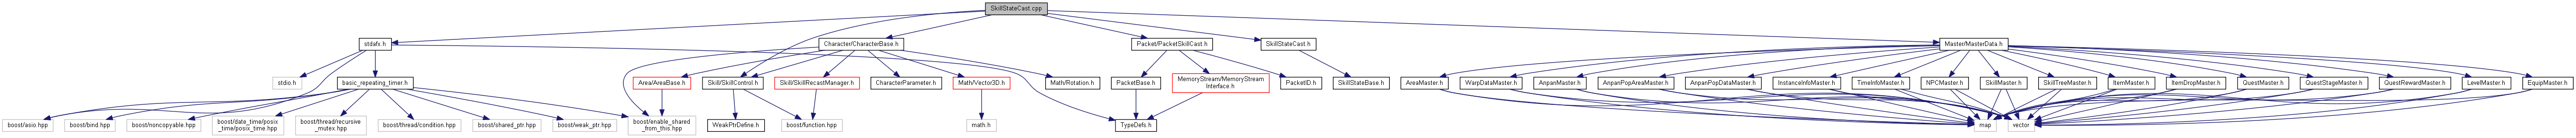 SkillStateCast.cpp
stdafx.h
Character/CharacterBase.h
Packet/PacketSkillCast.h
SkillStateCast.h
Master/MasterData.h
stdio.h
basic_repeating_timer.h
Area/AreaBase.h
Skill/SkillControl.h
Skill/SkillRecastManager.h
CharacterParameter.h
Math/Vector3D.h
Math/Rotation.h
PacketBase.h
MemoryStream/MemoryStream
Interface.h
PacketID.h
SkillStateBase.h
AreaMaster.h
WarpDataMaster.h
AnpanMaster.h
AnpanPopAreaMaster.h
AnpanPopDataMaster.h
InstanceInfoMaster.h
TimeInfoMaster.h
NPCMaster.h
SkillMaster.h
SkillTreeMaster.h
ItemMaster.h
ItemDropMaster.h
QuestMaster.h
QuestStageMaster.h
QuestRewardMaster.h
LevelMaster.h
EquipMaster.h
boost/asio.hpp
boost/bind.hpp
boost/noncopyable.hpp
boost/date_time/posix
_time/posix_time.hpp
boost/thread/recursive
_mutex.hpp
boost/thread/condition.hpp
boost/shared_ptr.hpp
boost/weak_ptr.hpp
boost/enable_shared
_from_this.hpp
WeakPtrDefine.h
boost/function.hpp
math.h
TypeDefs.h
map
vector